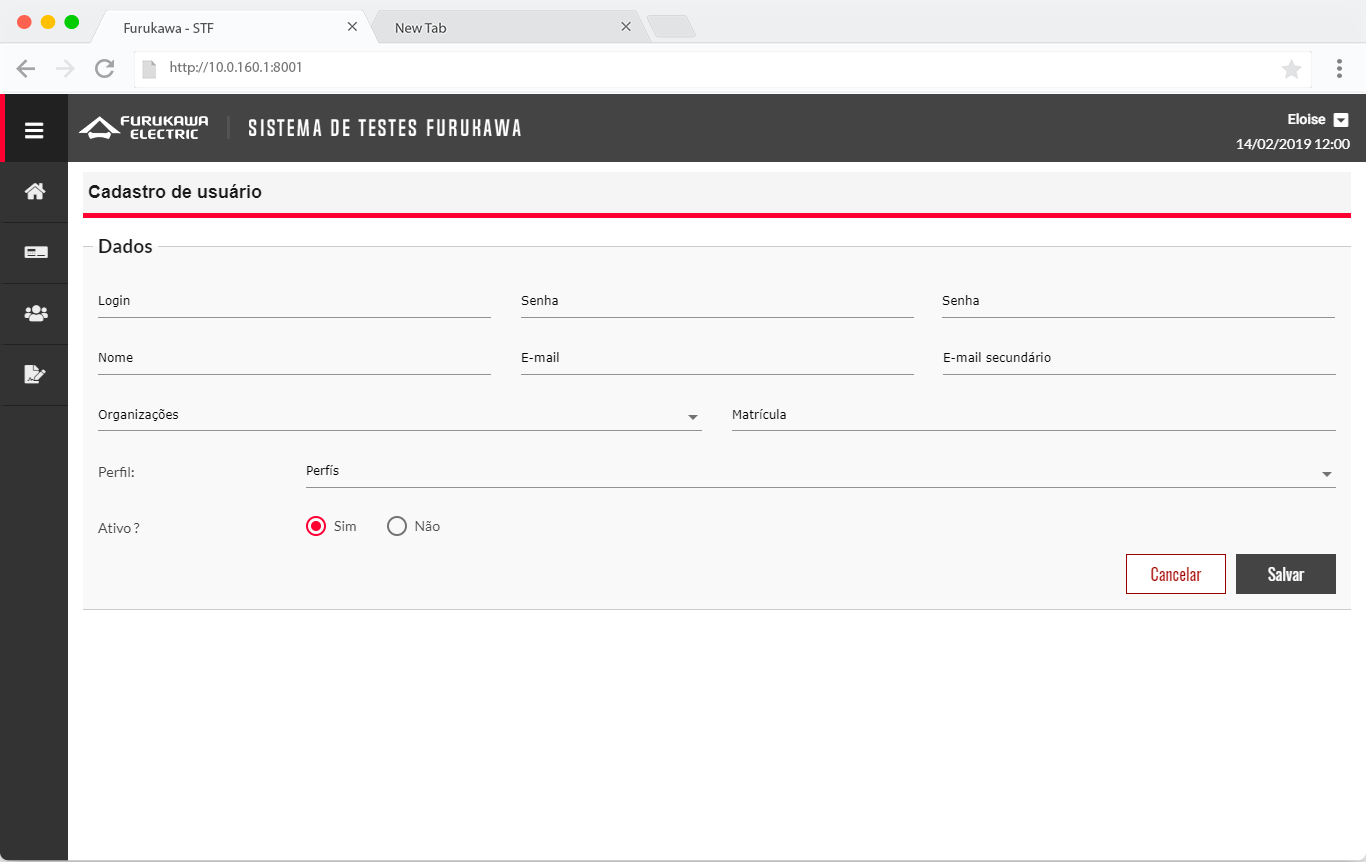 Furukawa - STF
New Tab
http://10.0.160.1:8001
FURUKAWA
ELECTRIC
SISTEMA DE TESTES FURUKAWA
Eloise
14/02/2019 12:00
Cadastro de usuário
Dados
Login Senha Senha
Nome E-mail E-mail secundário
Organizações Matrícula
Perfil: Perfís
Ativo ? Sim Não
Cancelar Salvar